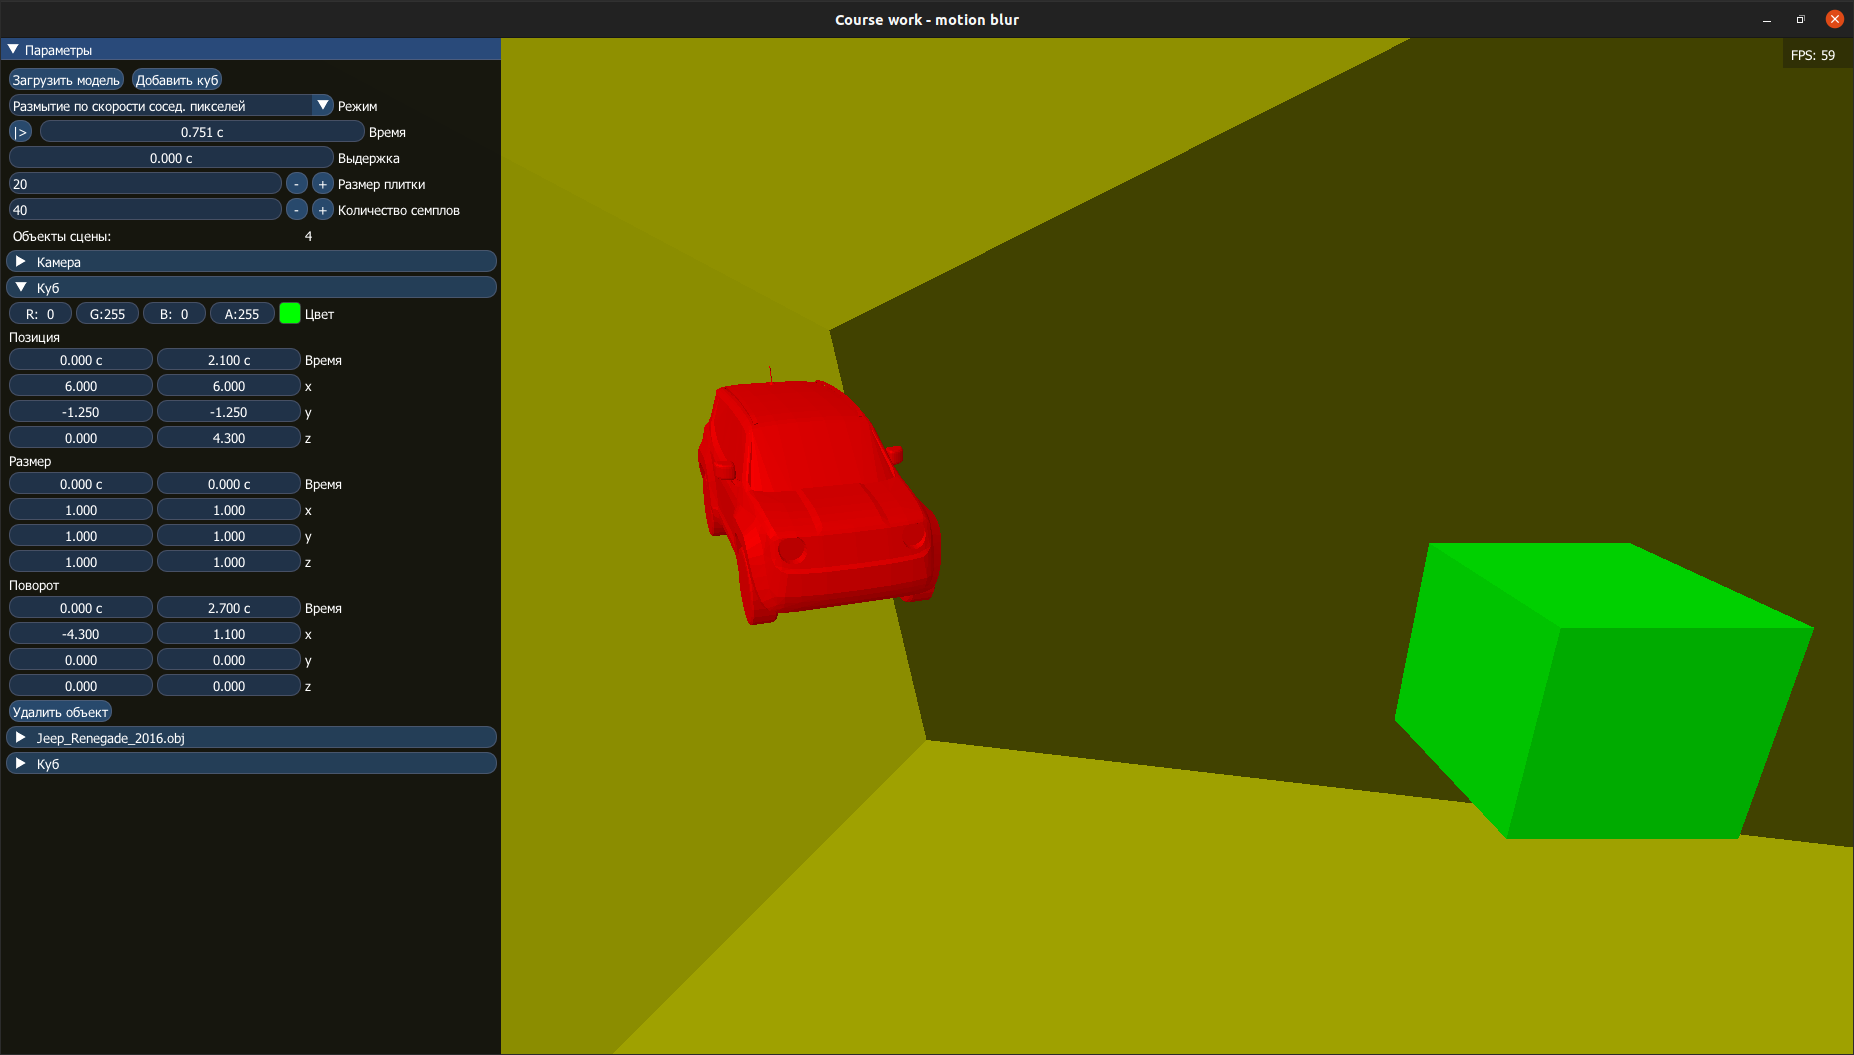 Course work - motion blur
Параметры
FPS: 59
Загрузить модель Добавить куб
Размытие по скорости сосед. пикселей Режим
|> 0.751 с Время
0.000 с Выдержка
20 - + Размер плитки
40 - + Количество семплов
Объекты сцены: 4
Камера
Куб
R: 0 G:255 B: 0 A:255 Цвет
Позиция
0.000 с 2.100 с Время
6.000 6.000 x
-1.250 -1.250 y
0.000 4.300 z
Размер
0.000 с 0.000 с Время
1.000 1.000 x
1.000 1.000 y
1.000 1.000 z
Поворот
0.000 с 2.700 с Время
-4.300 1.100 x
0.000 0.000 y
0.000 0.000 z
Удалить объект
Jeep_Renegade_2016.obj
Куб